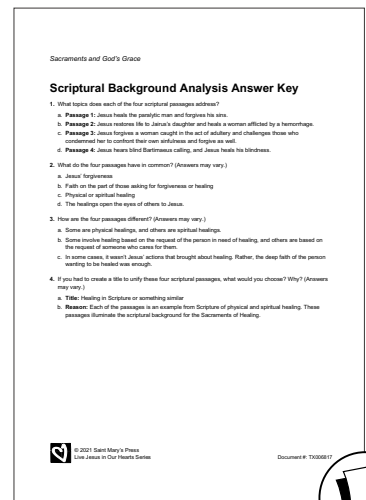 Sacraments and God's Grace
Scriptural Background Analysis Answer Key
1. What topics does each of the four scriptural passages address?
a. Passage 1: Jesus heals the paralytic man and forgives his sins.
b. Passage 2: Jesus restores life to Jairus's daughter and heals a woman afflicted by a hemorrhage.
c. Passage 3: Jesus forgives a woman caught in the act of adultery and challenges those who
condemned her to confront their own sinfulness and forgive as well.
d. Passage 4: Jesus hears blind Bartimaeus calling, and Jesus heals his blindness.
2. What do the four passages have in common? (Answers may vary.)
a. Jesus' forgiveness
b. Faith on the part of those asking for forgiveness or healing
c. Physical or spiritual healing
d. The healings open the eyes of others to Jesus.
3. How are the four passages different? (Answers may vary.)
a. Some are physical healings, and others are spiritual healings.
b. Some involve healing based on the request of the person in need of healing, and others are based on
the request of someone who cares for them.
c. In some cases, it wasn't Jesus' actions that brought about healing. Rather, the deep faith of the person
wanting to be healed was enough.
4. If you had to create a title to unify these four scriptural passages, what would you choose? Why? (Answers
may vary.)
a. Title: Healing in Scripture or something similar
b. Reason: Each of the passages is an example from Scripture of physical and spiritual healing. These
passages illuminate the scriptural background for the Sacraments of Healing.
© 2021 Saint Mary's Press
Live Jesus in Our Hearts Series
Document #: TX006817